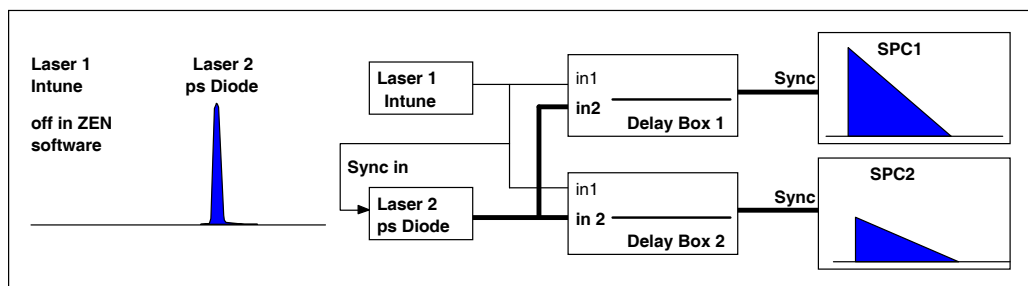 Laser 1
Intune
off in ZEN
software
Laser 2
ps Diode
Laser 1
Intune
Sync in
Laser 2
ps Diode
in1
in2
Delay Box 1
in1
in 2
Delay Box 2
Sync
SPC1
Sync
SPC2